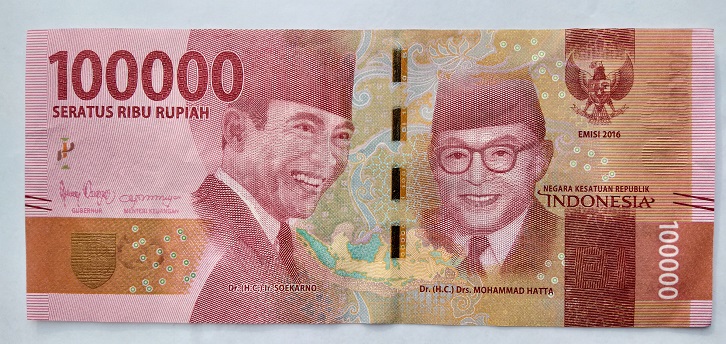 100000
SERATUS RIBU RUPIAH
EMISI 2016
NEGARA KESATUAN REPUBLIK
INDONESIA
GUBERNUR
MENTERI KEUANGAN
Dr. (H.C.) Ir. SOEKARNO
Dr. (H.C.) Drs. MOHAMMAD HATTA
100000